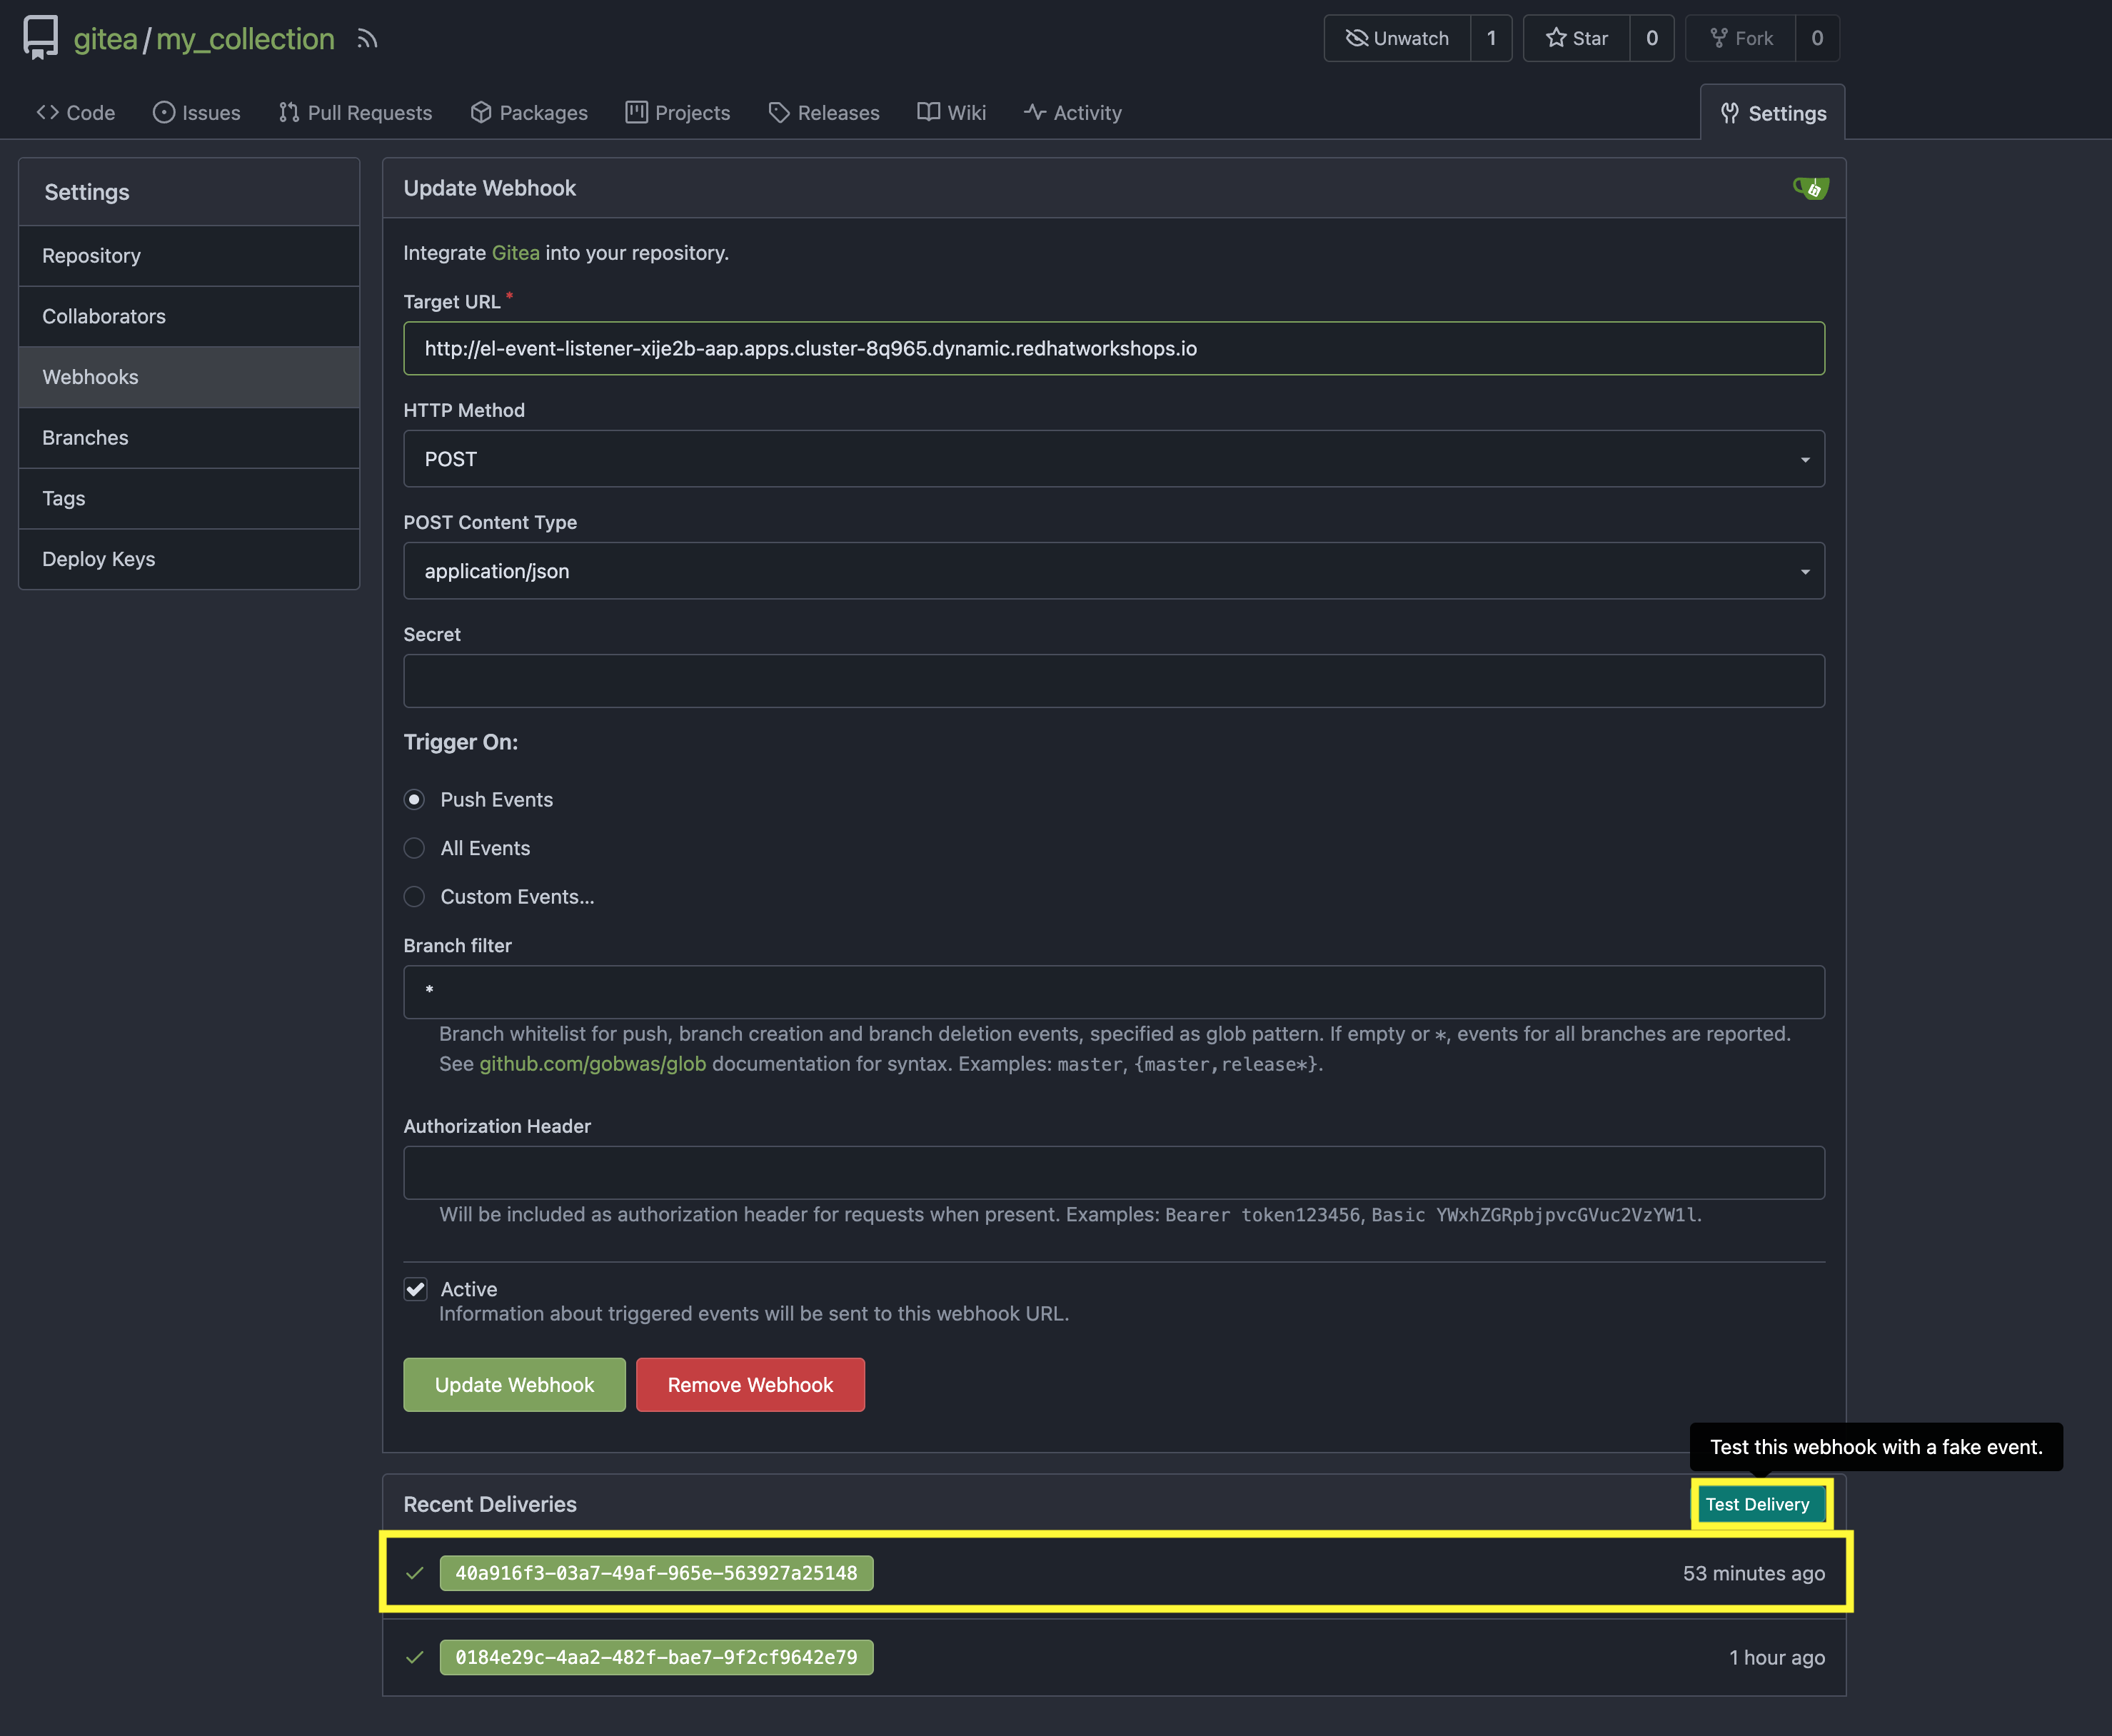 gitea/my_collection
Unwatch 1 Star 0 Fork 0
Code Issues Pull Requests Packages Projects Releases Wiki Activity Settings
Settings
Repository
Collaborators
Webhooks
Branches
Tags
Deploy Keys
Update Webhook
Integrate Gitea into your repository.
Target URL *
http://el-event-listener-xije2b-aap.apps.cluster-8q965.dynamic.redhatworkshops.io
HTTP Method
POST
POST Content Type
application/json
Secret
Trigger On:
Push Events
All Events
Custom Events...
Branch filter
*
Branch whitelist for push, branch creation and branch deletion events, specified as glob pattern. If empty or *, events for all branches are reported.
See github.com/gobwas/glob documentation for syntax. Examples: master, {master,release*}.
Authorization Header
Will be included as authorization header for requests when present. Examples: Bearer token123456, Basic YWxhZGRpbjpvcGVuc2VzYW1l.
Active
Information about triggered events will be sent to this webhook URL.
Update Webhook Remove Webhook
Test this webhook with a fake event.
Recent Deliveries Test Delivery
40a916f3-03a7-49af-965e-563927a25148 53 minutes ago
0184e29c-4aa2-482f-bae7-9f2cf9642e79 1 hour ago